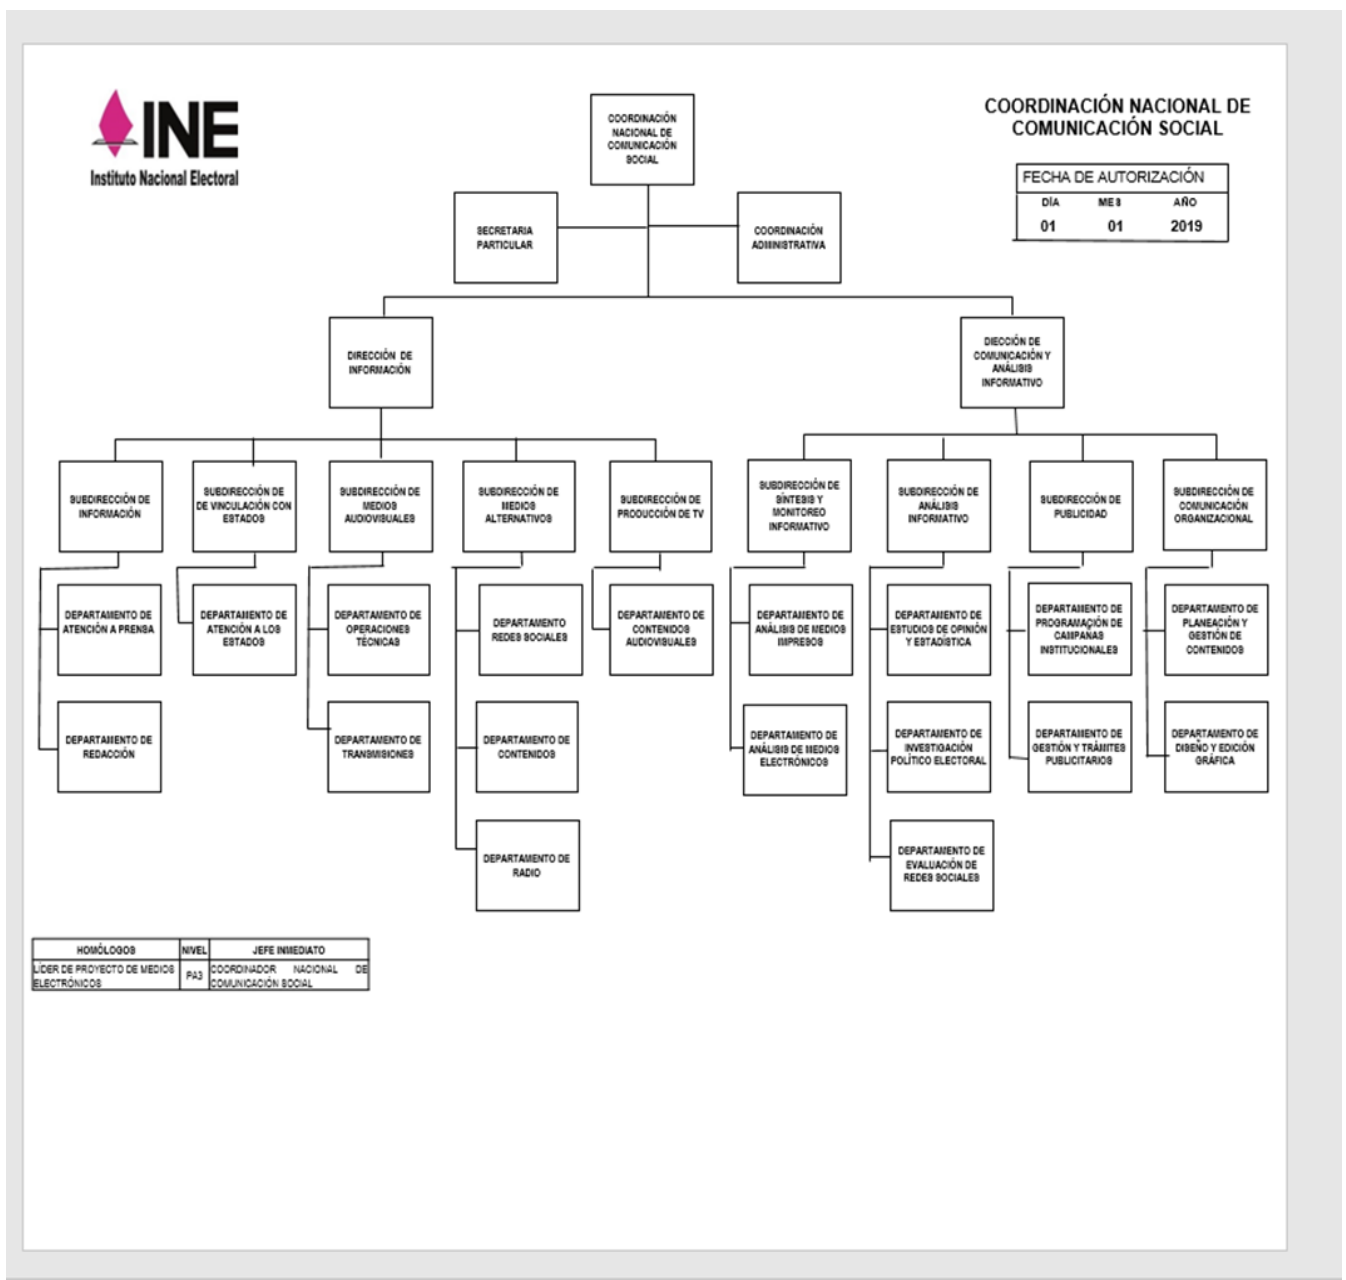 INE
Instituto Nacional Electoral
COORDINACIÓN
NACIONAL DE
COMUNICACIÓN
SOCIAL
COORDINACIÓN NACIONAL DE
COMUNICACIÓN SOCIAL
FECHA DE AUTORIZACIÓN
DÍA MES AÑO
01 01 2019
SECRETARIA
PARTICULAR
COORDINACIÓN
ADMINISTRATIVA
DIRECCIÓN DE
INFORMACIÓN
DIECCIÓN DE
COMUNICACIÓN Y
ANÁLISIS
INFORMATIVO
SUBDIRECCIÓN DE
INFORMACIÓN
SUBDIRECCIÓN DE
DE VINCULACIÓN CON
ESTADOS
SUBDIRECCIÓN DE
MEDIOS
AUDIOVISUALES
SUBDIRECCIÓN DE
MEDIOS
ALTERNATIVOS
SUBDIRECCIÓN DE
PRODUCCIÓN DE TV
SUBDIRECCIÓN DE
SÍNTESIS Y
MONITOREO
INFORMATIVO
SUBDIRECCIÓN DE
ANÁLISIS
INFORMATIVO
SUBDIRECCIÓN DE
PUBLICIDAD
SUBDIRECCIÓN DE
COMUNICACIÓN
ORGANIZACIONAL
DEPARTAMENTO DE
ATENCIÓN A PRENSA
DEPARTAMENTO DE
ATENCIÓN A LOS
ESTADOS
DEPARTAMENTO DE
OPERACIONES
TÉCNICAS
DEPARTAMENTO
REDES SOCIALES
DEPARTAMENTO DE
CONTENIDOS
AUDIOVISUALES
DEPARTAMENTO DE
ANÁLISIS DE MEDIOS
IMPRESOS
DEPARTAMENTO DE
ESTUDIOS DE OPINIÓN
Y ESTADÍSTICA
DEPARTAMENTO DE
PROGRAMACIÓN DE
CAMPAÑAS
INSTITUCIONALES
DEPARTAMENTO DE
PLANEACIÓN Y
GESTIÓN DE
CONTENIDOS
DEPARTAMENTO DE
REDACCIÓN
DEPARTAMENTO DE
TRANSMISIONES
DEPARTAMENTO DE
CONTENIDOS
DEPARTAMENTO DE
ANÁLISIS DE MEDIOS
ELECTRÓNICOS
DEPARTAMENTO DE
INVESTIGACIÓN
POLÍTICO ELECTORAL
DEPARTAMENTO DE
GESTIÓN Y TRÁMITES
PUBLICITARIOS
DEPARTAMENTO DE
DISEÑO Y EDICIÓN
GRÁFICA
DEPARTAMENTO DE
RADIO
DEPARTAMENTO DE
EVALUACIÓN DE
REDES SOCIALES
HOMÓLOGOS NIVEL JEFE INMEDIATO
LÍDER DE PROYECTO DE MEDIOS
ELECTRÓNICOS
PA3
COORDINADOR NACIONAL DE
COMUNICACIÓN SOCIAL